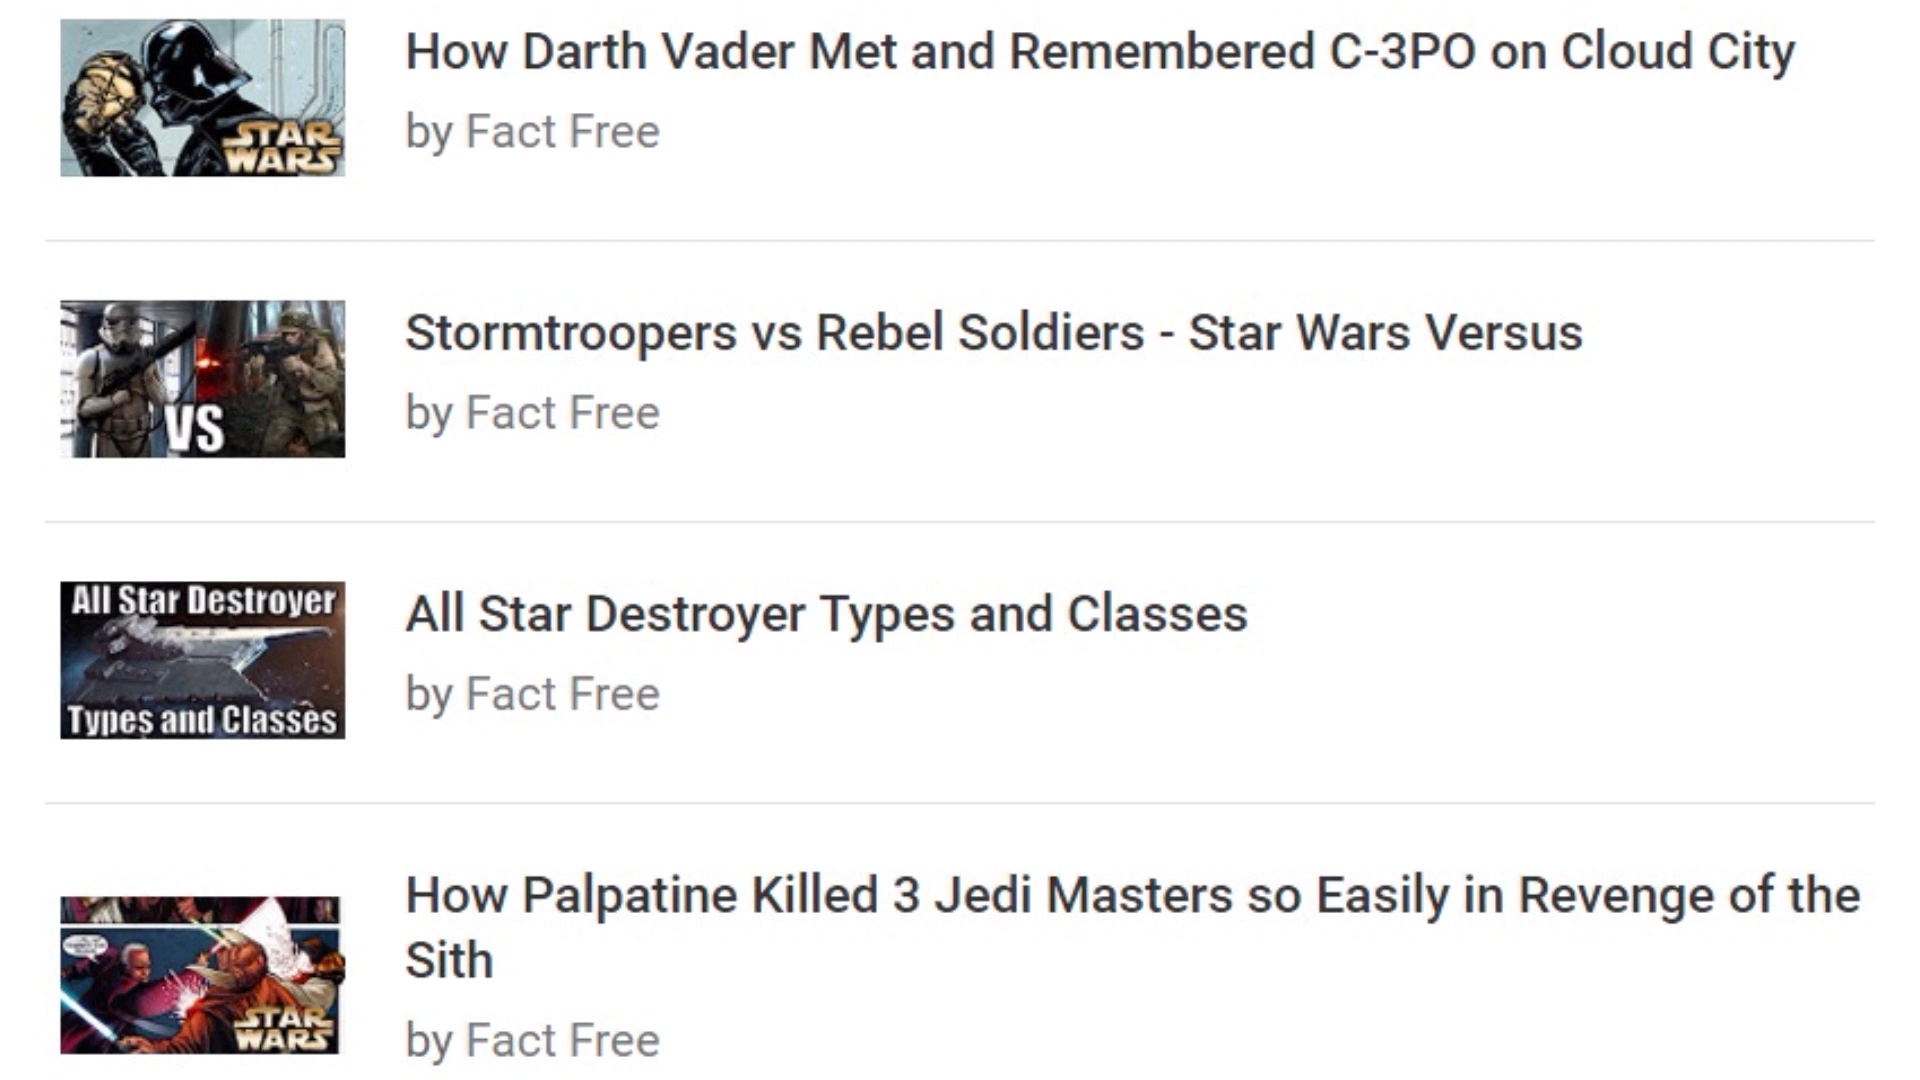 STAR
WARS
How Darth Vader Met and Remembered C-3PO on Cloud City
by Fact Free
VS
Stormtroopers vs Rebel Soldiers - Star Wars Versus
by Fact Free
All Star Destroyer
Types and Classes
All Star Destroyer Types and Classes
by Fact Free
STAR
WARS
How Palpatine Killed 3 Jedi Masters so Easily in Revenge of the
Sith
by Fact Free